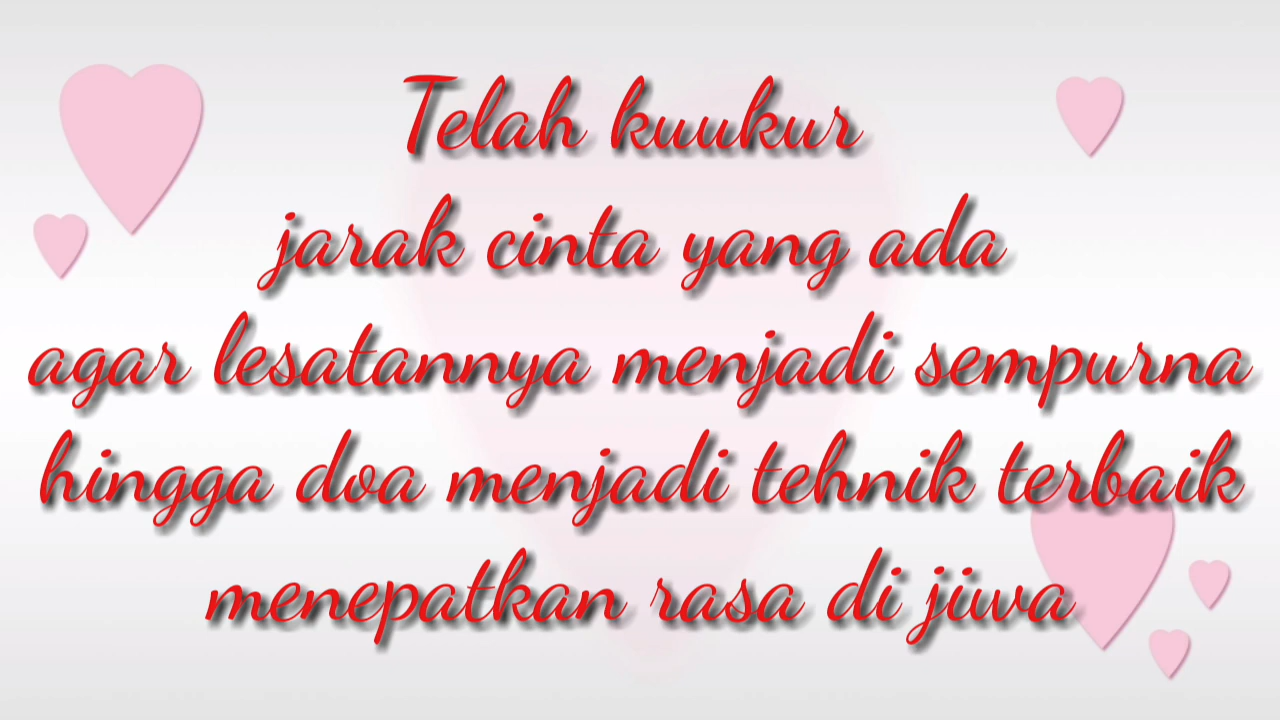 Telah kuukur
jarak cinta yang ada
agar lesatannya menjadi sempurna
hingga doa menjadi tehnik terbaik
menepatkan rasa di jiwa